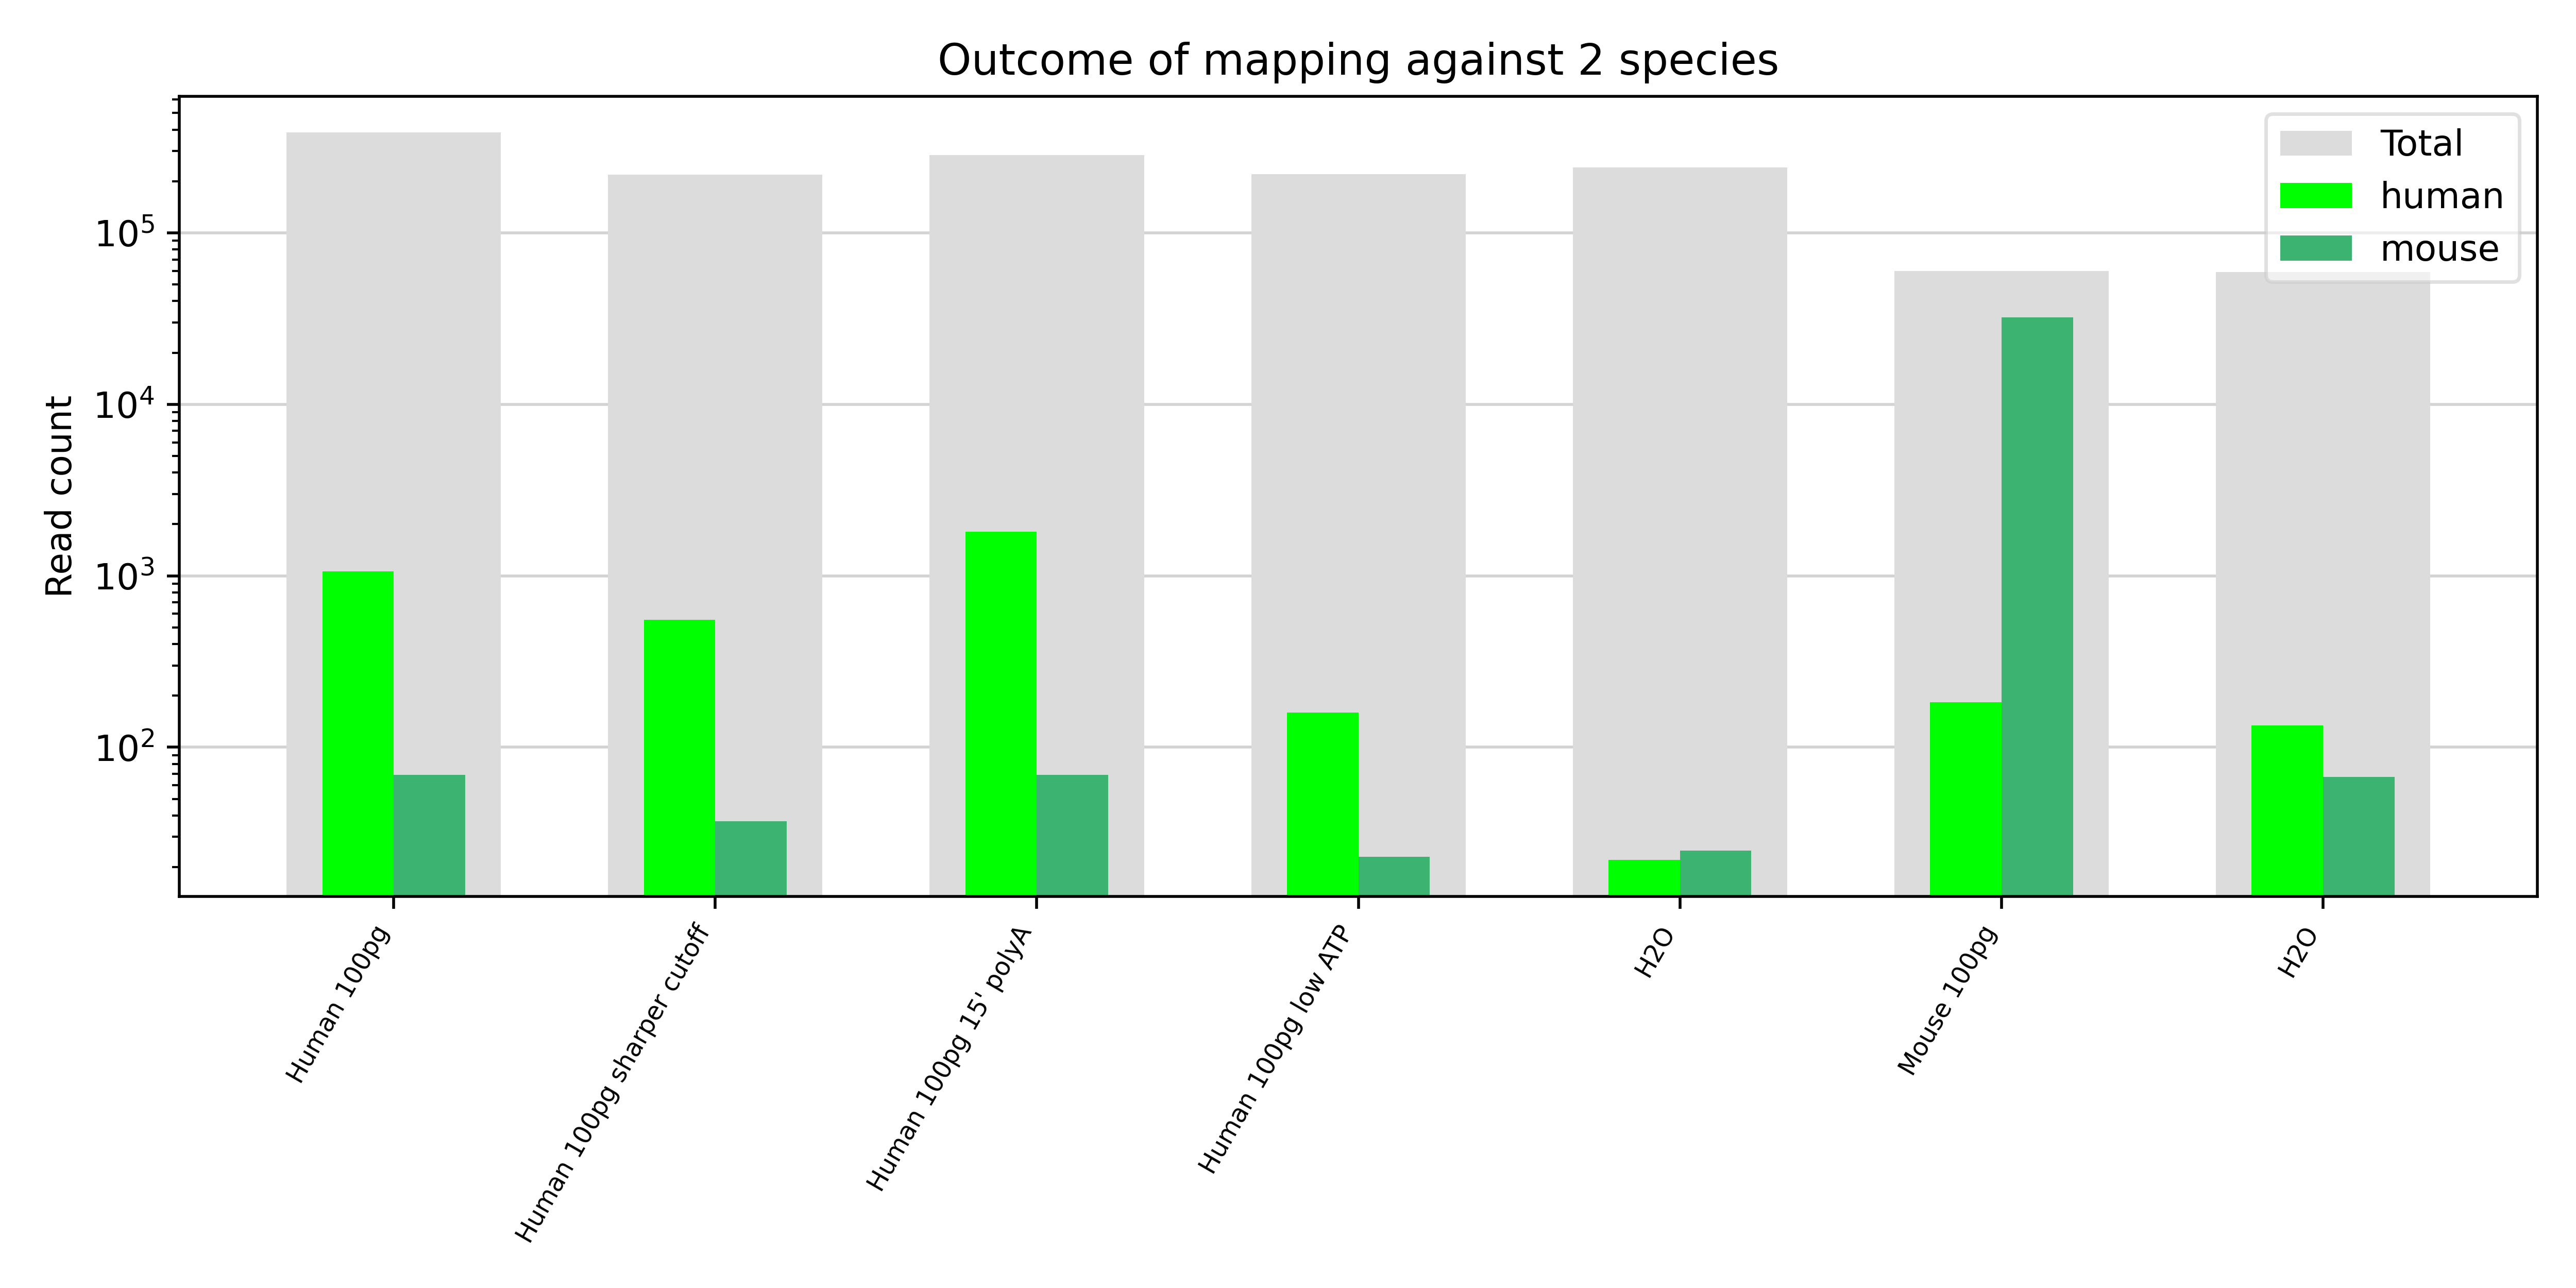 Outcome of mapping against 2 species
Read count
10^5
10^4
10^3
10^2
Total
human
mouse
Human 100pg
Human 100pg sharper cutoff
Human 100pg 15' polyA
Human 100pg low ATP
H2O
Mouse 100pg
H2O